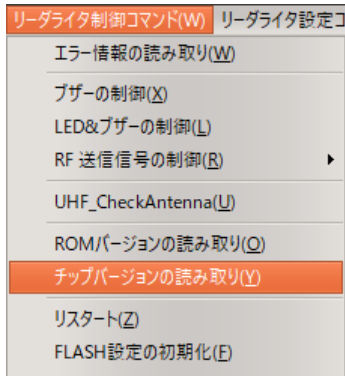 リーダライタ制御コマンド(W) リーダライタ設定コ
エラー情報の読み取り(W)
ブザーの制御(X)
LED&ブザーの制御(L)
RF 送信信号の制御(R)
UHF_CheckAntenna(U)
ROMバージョンの読み取り(O)
チップバージョンの読み取り(Y)
リスタート(Z)
FLASH設定の初期化(F)